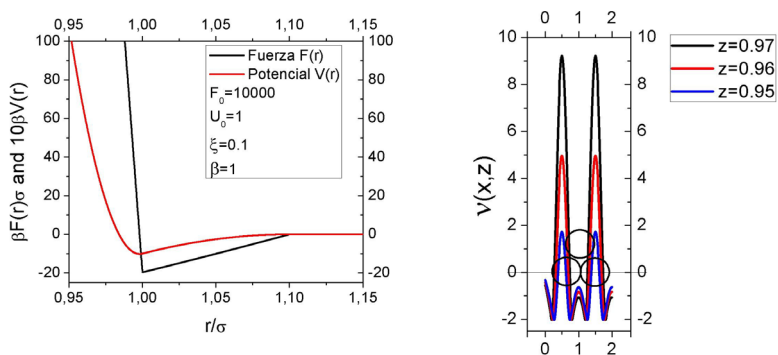 0,95 1,00 1,05 1,10 1,15
100 100
80 80
60 60
40 40
20 20
0 0
-20 -20
0,95 1,00 1,05 1,10 1,15
r/σ
βF(r)σ and 10βV(r)
Fuerza F(r)
Potencial V(r)
F₀=10000
U₀=1
ξ=0.1
β=1
0 1 2
10 10
8 8
6 6
4 4
2 2
0 0
-2 -2
0 1 2
ν(x,z)
z=0.97
z=0.96
z=0.95